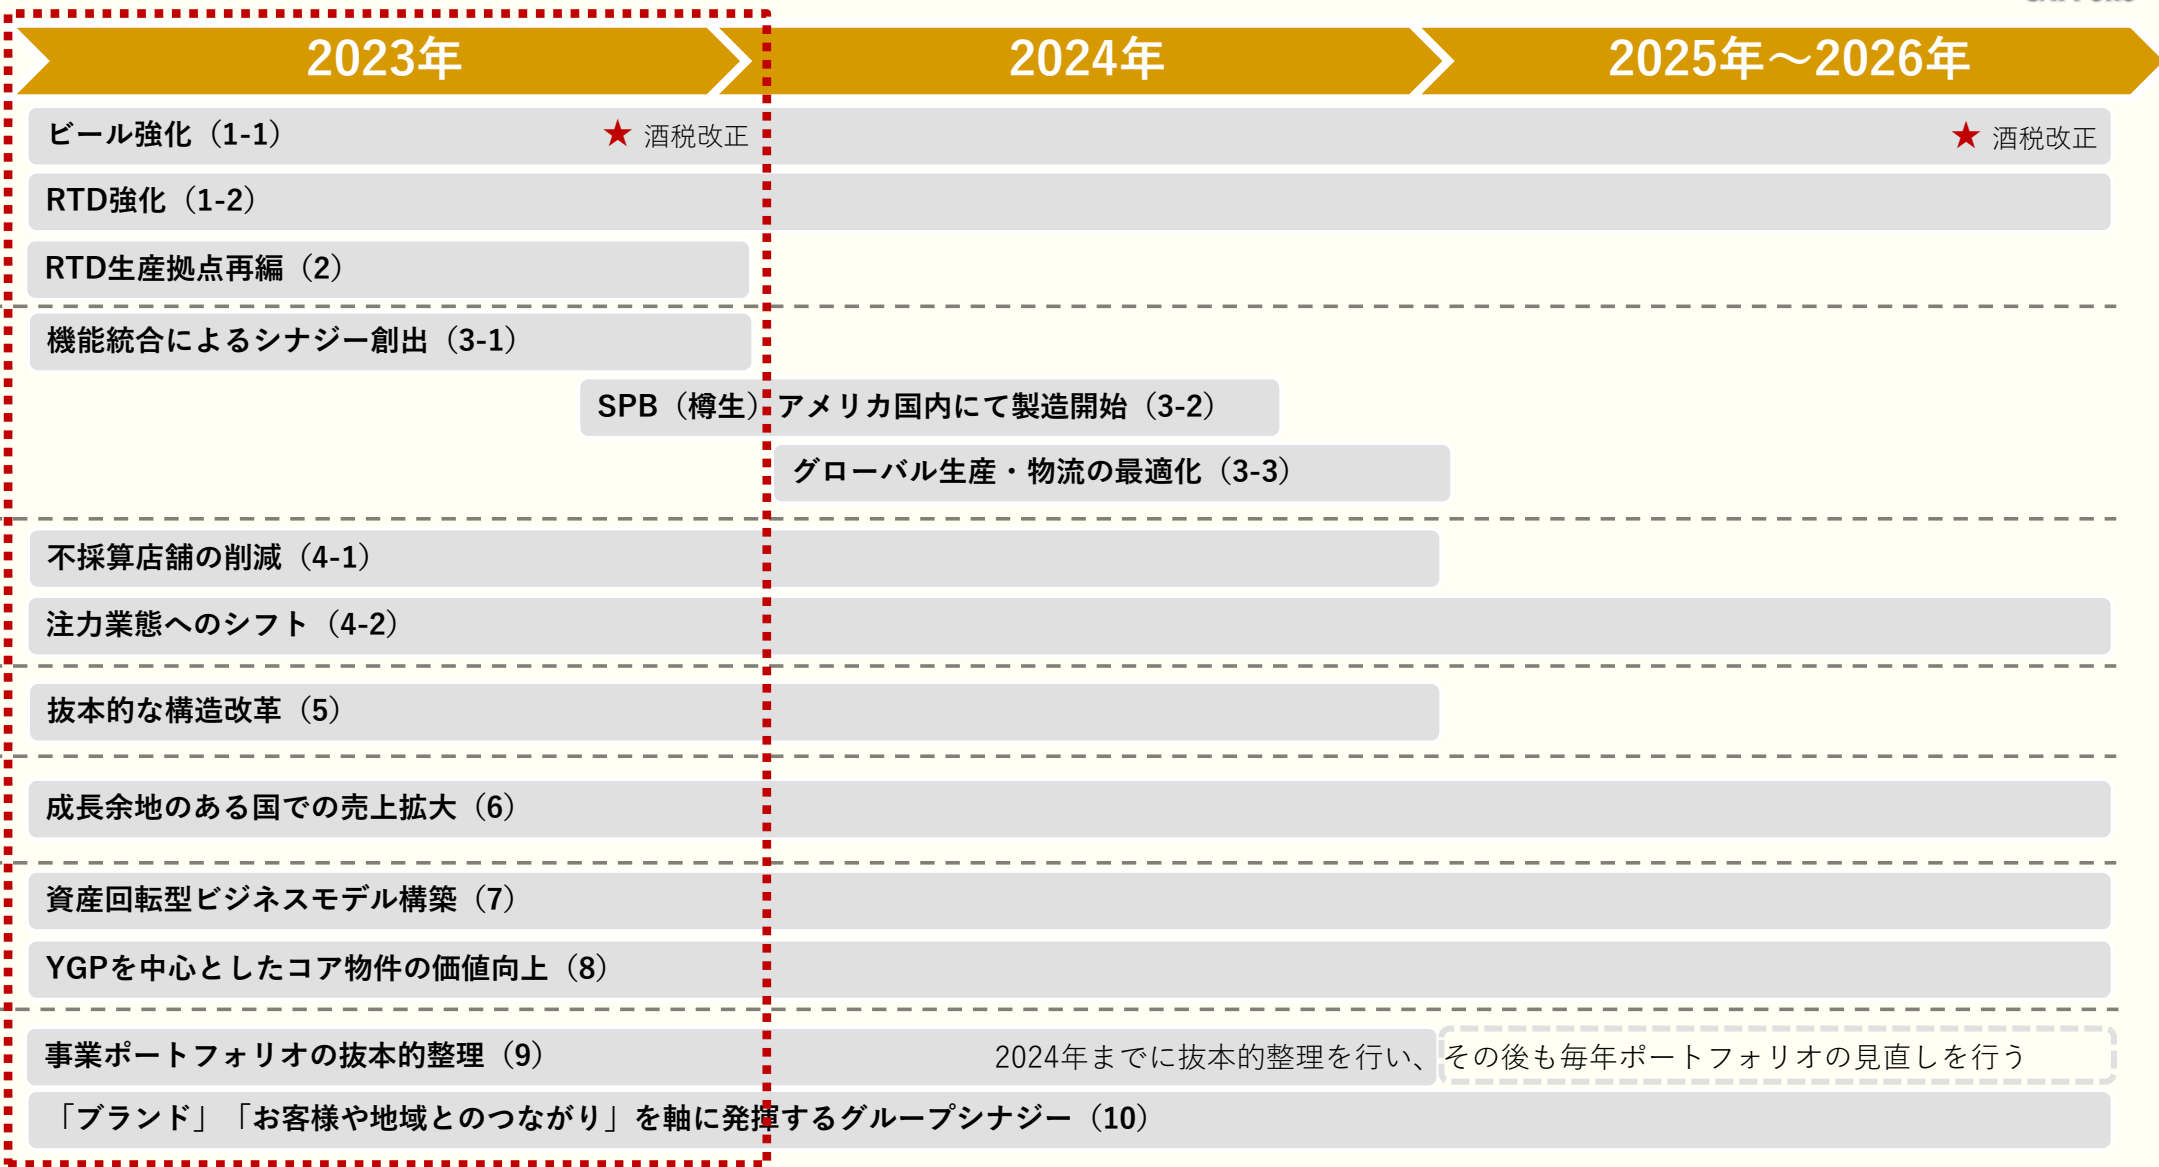 2023年
2024年
2025年～2026年
ビール強化（1-1）
★ 酒税改正
★ 酒税改正
RTD強化（1-2）
RTD生産拠点再編（2）
機能統合によるシナジー創出（3-1）
SPB（樽生）アメリカ国内にて製造開始（3-2）
グローバル生産・物流の最適化（3-3）
不採算店舗の削減（4-1）
注力業態へのシフト（4-2）
抜本的な構造改革（5）
成長余地のある国での売上拡大（6）
資産回転型ビジネスモデル構築（7）
YGPを中心としたコア物件の価値向上（8）
事業ポートフォリオの抜本的整理（9）
2024年までに抜本的整理を行い、その後も毎年ポートフォリオの見直しを行う
「ブランド」「お客様や地域とのつながり」を軸に発揮するグループシナジー（10）